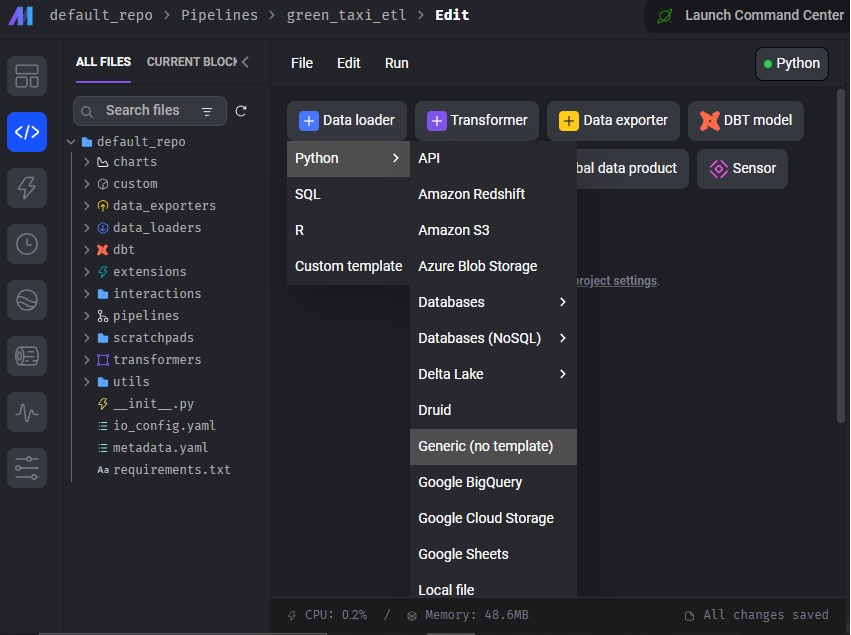 default_repo > Pipelines > green_taxi_etl > Edit
Launch Command Center
ALL FILES CURRENT BLOCK
File Edit Run
Python
Search files
default_repo
charts
custom
data_exporters
data_loaders
dbt
extensions
interactions
pipelines
scratchpads
transformers
utils
__init__.py
io_config.yaml
metadata.yaml
Aa requirements.txt
Data loader
Transformer
Data exporter
DBT model
data product
Sensor
Python
SQL
R
Custom template
API
Amazon Redshift
Amazon S3
Azure Blob Storage
Databases
Databases (NoSQL)
Delta Lake
Druid
Generic (no template)
Google BigQuery
Google Cloud Storage
Google Sheets
Local file
project settings.
CPU: 0.2% / Memory: 48.6MB
All changes saved